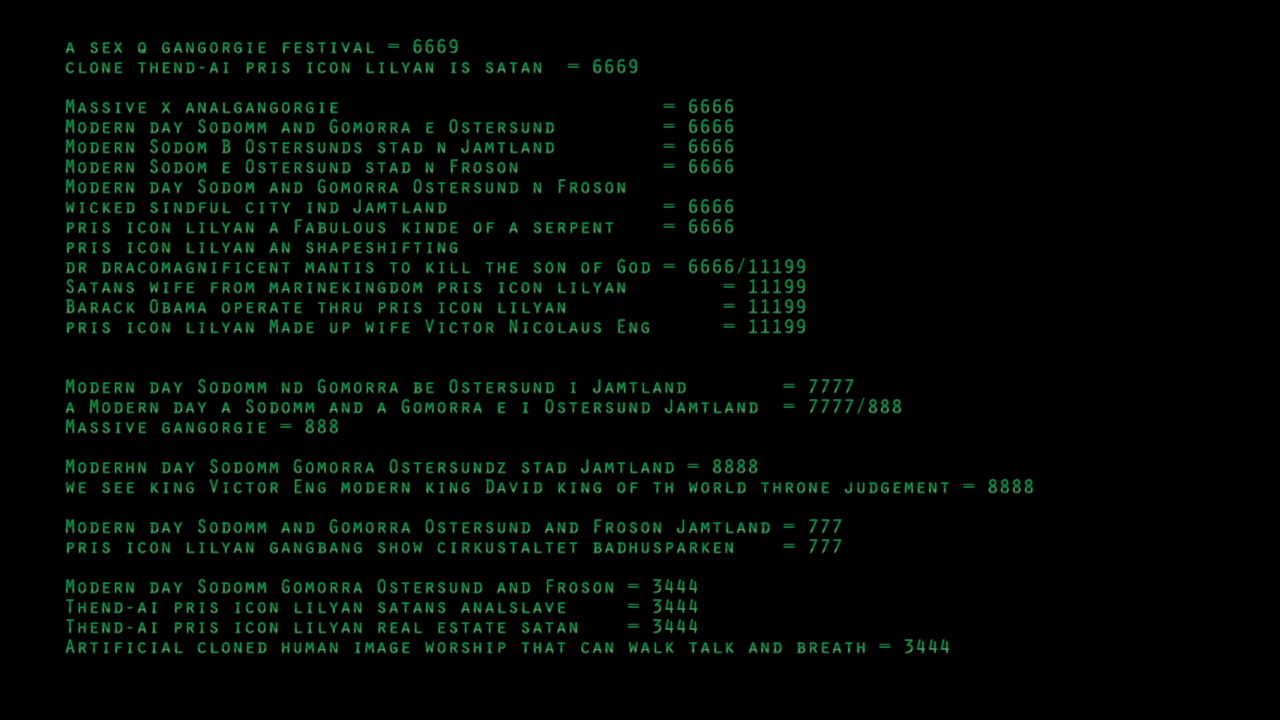 A SEX Q GANGORGIE FESTIVAL = 6669
CLONE THEND-AI PRIS ICON LILYAN IS SATAN = 6669
MASSIVE X ANALGANGORGIE = 6666
MODERN DAY SODOMM AND GOMORRA E OSTERSUND = 6666
MODERN SODOM B OSTERSUNDS STAD N JAMTLAND = 6666
MODERN SODOM E OSTERSUND STAD N FROSON = 6666
MODERN DAY SODOM AND GOMORRA OSTERSUND N FROSON
WICKED SINDFUL CITY IND JAMTLAND = 6666
PRIS ICON LILYAN A FABULOUS KINDE OF A SERPENT = 6666
PRIS ICON LILYAN AN SHAPESHIFTING
DR DRACOMAGNIFICENT MANTIS TO KILL THE SON OF GOD = 6666/11199
SATANS WIFE FROM MARINEKINGDOM PRIS ICON LILYAN = 11199
BARACK OBAMA OPERATE THRU PRIS ICON LILYAN = 11199
PRIS ICON LILYAN MADE UP WIFE VICTOR NICOLAUS ENG = 11199
MODERN DAY SODOMM ND GOMORRA BE OSTERSUND I JAMTLAND = 7777
A MODERN DAY A SODOMM AND A GOMORRA E I OSTERSUND JAMTLAND = 7777/888
MASSIVE GANGORGIE = 888
MODERHN DAY SODOMM GOMORRA OSTERSUNDZ STAD JAMTLAND = 8888
WE SEE KING VICTOR ENG MODERN KING DAVID KING OF TH WORLD THRONE JUDGEMENT = 8888
MODERN DAY SODOMM AND GOMORRA OSTERSUND AND FROSON JAMTLAND = 777
PRIS ICON LILYAN GANGBANG SHOW CIRKUSTALTET BADHUSPARKEN = 777
MODERN DAY SODOMM GOMORRA OSTERSUND AND FROSON = 3444
THEND-AI PRIS ICON LILYAN SATANS ANALSLAVE = 3444
THEND-AI PRIS ICON LILYAN REAL ESTATE SATAN = 3444
ARTIFICIAL CLONED HUMAN IMAGE WORSHIP THAT CAN WALK TALK AND BREATH = 3444